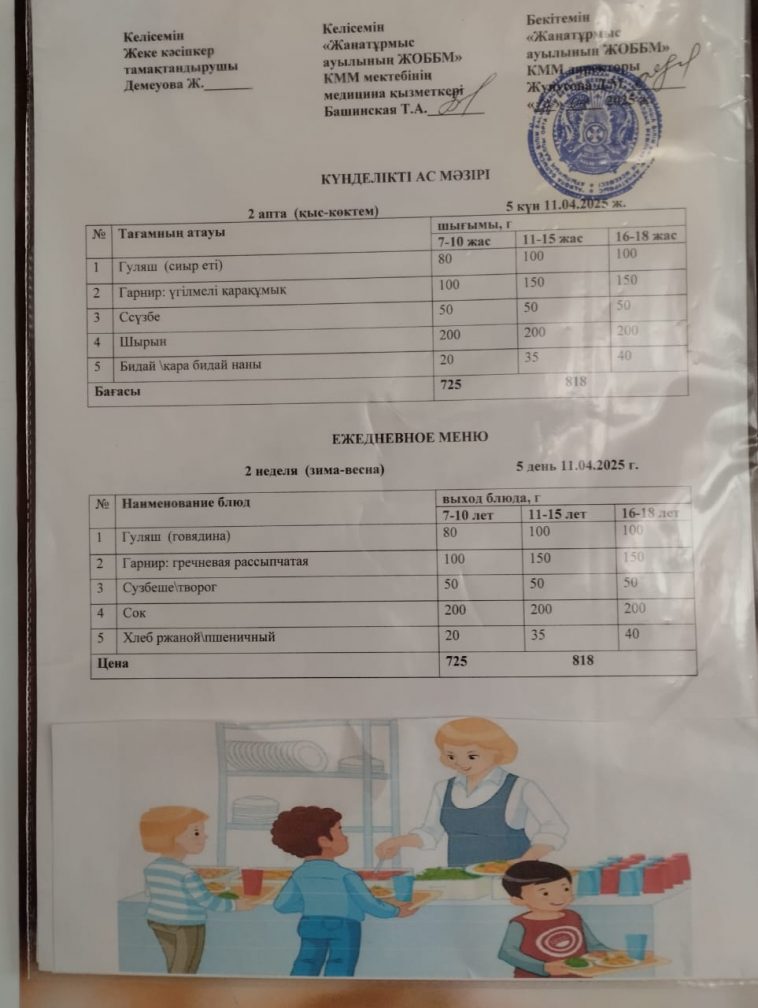 Келісемін
Жеке кәсіпкер
тамақтандырушы
Демеуова Ж.
Келісемін
«Жаңатұрмыс
ауылының ЖОББМ»
КММ мектебінің
медицина қызметкері
Башинская Т.А.
Бекітемін
«Жаңатұрмыс
ауылының ЖОББМ»
КММ директоры
2025 ж
КҮНДЕЛІКТІ АС МӘЗІРІ
2 апта (қыс-көктем) 5 күн 11.04.2025 ж.
№ Тағамның атауы шығымы, г
7-10 жас 11-15 жас 16-18 жас
1 Гуляш (сиыр еті) 80 100 100
2 Гарнир: үгілмелі қарақұмық 100 150 150
3 Ссүзбе 50 50 50
4 Шырын 200 200 200
5 Бидай \қара бидай наны 20 35 40
Бағасы 725 818
ЕЖЕДНЕВНОЕ МЕНЮ
2 неделя (зима-весна) 5 день 11.04.2025 г.
№ Наименование блюд выход блюда, г
7-10 лет 11-15 лет 16-18 лет
1 Гуляш (говядина) 80 100 100
2 Гарнир: гречневая рассыпчатая 100 150 150
3 Сузбеше\творог 50 50 50
4 Сок 200 200 200
5 Хлеб ржаной\пшеничный 20 35 40
Цена 725 818